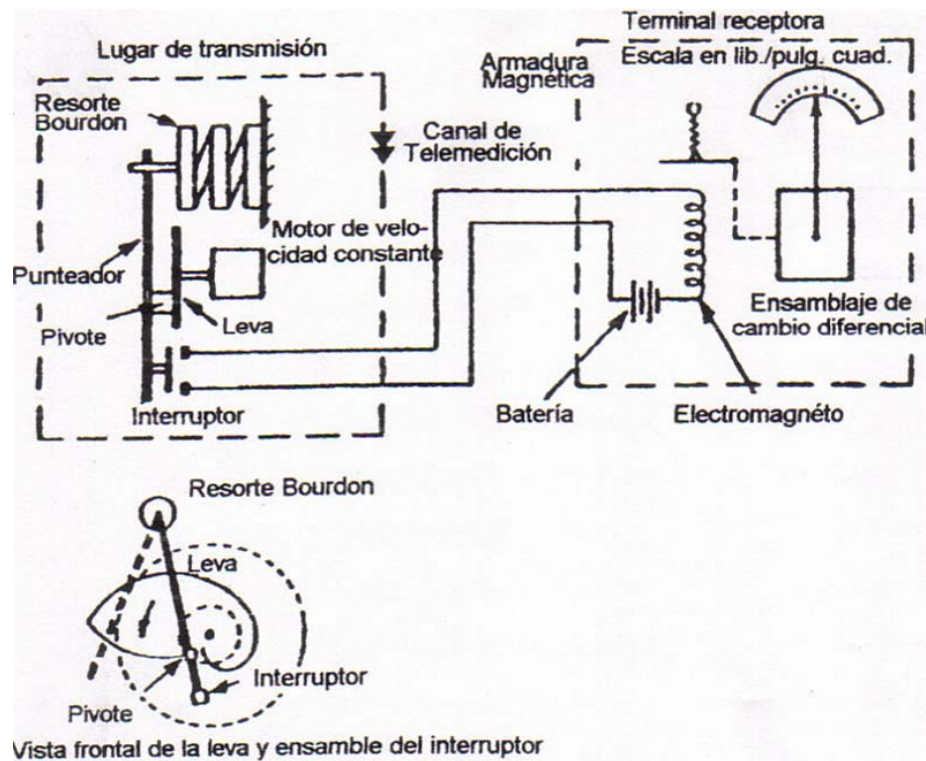 Terminal receptora
Lugar de transmisión
Armadura
Magnética
Escala en lib./pulg. cuad.
Resorte
Bourdon
Canal de
Telemedición
Motor de velo-
cidad constante
Punteador
Pivote
Leva
Ensamblaje de
cambio diferencial
Interruptor
Batería
Electromagnéto
Resorte Bourdon
Leva
Interruptor
Pivote
Vista frontal de la leva y ensamble del interruptor